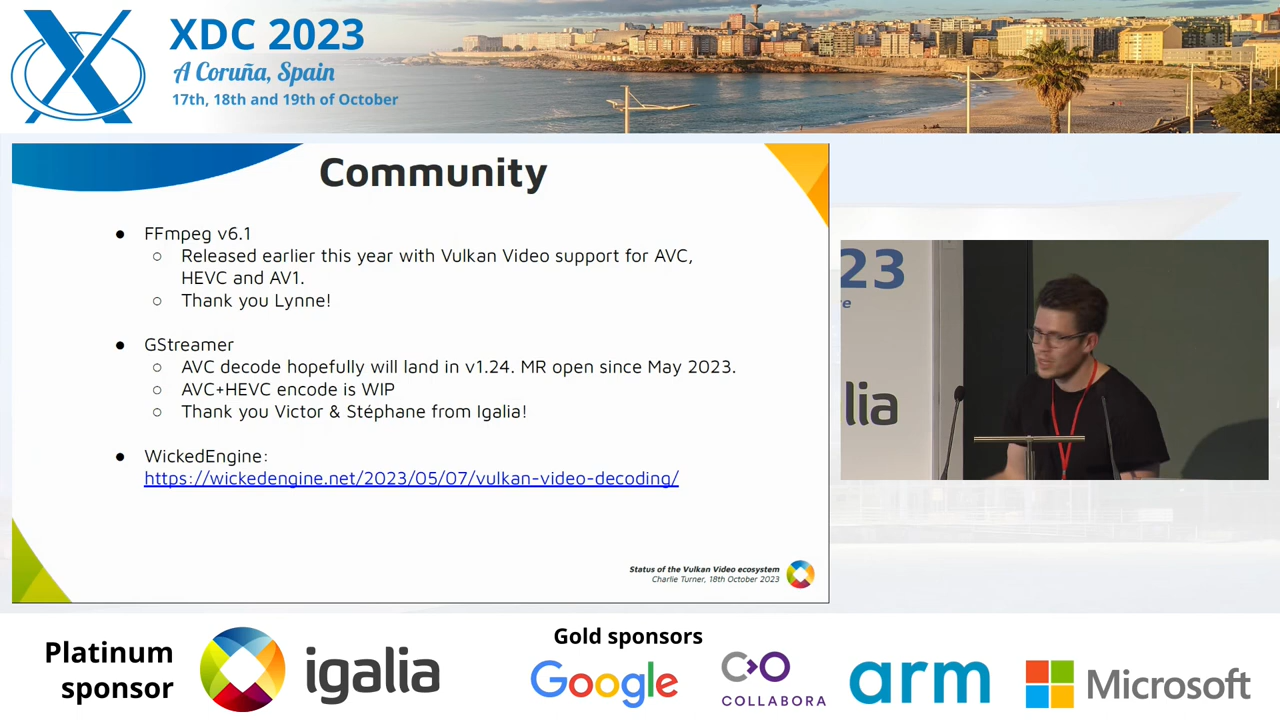 XDC 2023
A Coruña, Spain
17th, 18th and 19th of October
Community
● FFmpeg v6.1
○ Released earlier this year with Vulkan Video support for AVC,
HEVC and AV1.
○ Thank you Lynne!
● GStreamer
○ AVC decode hopefully will land in v1.24. MR open since May 2023.
○ AVC+HEVC encode is WIP
○ Thank you Victor & Stéphane from Igalia!
● WickedEngine:
https://wickedengine.net/2023/05/07/vulkan-video-decoding/
Status of the Vulkan Video ecosystem
Charlie Turner, 18th October 2023
23
lia
Platinum
sponsor
igalia
Gold sponsors
Google
COLLABORA
arm
Microsoft